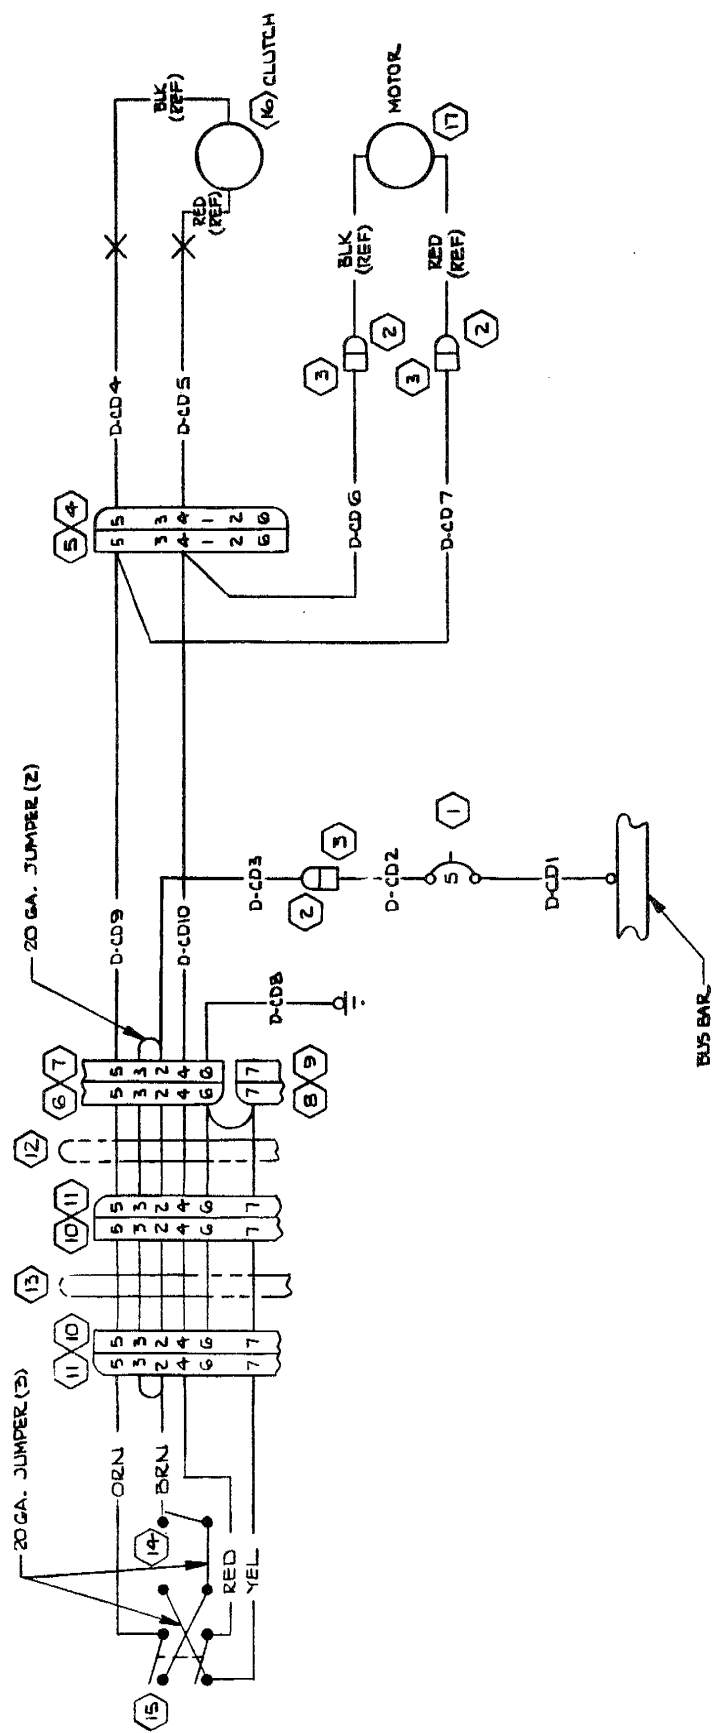 BLK
(REF)
16
CLUTCH
RED
(REF)
MOTOR
17
BLK
(REF)
RED
(REF)
2
3
2
3
D-CD4
D-CD5
5 4
5 5
3 3
4 4
1 1
2 2
6 6
D-CD6
D-CD7
20 GA. JUMPER (2)
D-CD9
D-CD10
D-CD3
2
3
D-CD2
5
1
D-CD1
BUS BAR
D-CD8
6 7
5 5
3 3
2 2
4 4
6 6
7 7
8 9
12
10 11
5 5
3 3
2 2
4 4
6 6
7 7
13
11 10
5 5
3 3
2 2
4 4
6 6
7 7
20 GA. JUMPER (3)
ORN
BRN
RED
YEL
14
15